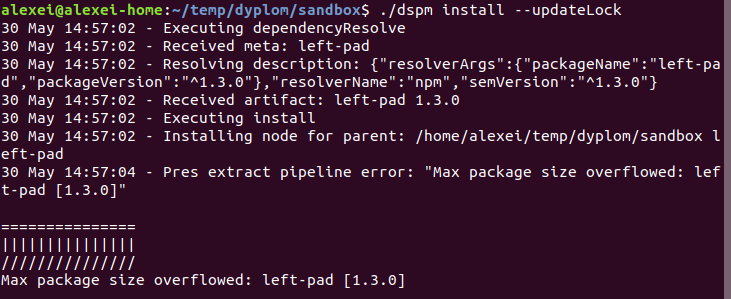 alexei@alexei-home:~/temp/dyplom/sandbox$ ./dspm install --updateLock
30 May 14:57:02 - Executing dependencyResolve
30 May 14:57:02 - Received meta: left-pad
30 May 14:57:02 - Resolving description: {"resolverArgs":{"packageName":"left-pa
d","packageVersion":"^1.3.0"},"resolverName":"npm","semVersion":"^1.3.0"}
30 May 14:57:02 - Received artifact: left-pad 1.3.0
30 May 14:57:02 - Executing install
30 May 14:57:02 - Installing node for parent: /home/alexei/temp/dyplom/sandbox l
eft-pad
30 May 14:57:04 - Pres extract pipeline error: "Max package size overflowed: lef
t-pad [1.3.0]"

===============
|||||||||||||||
///////////////
Max package size overflowed: left-pad [1.3.0]